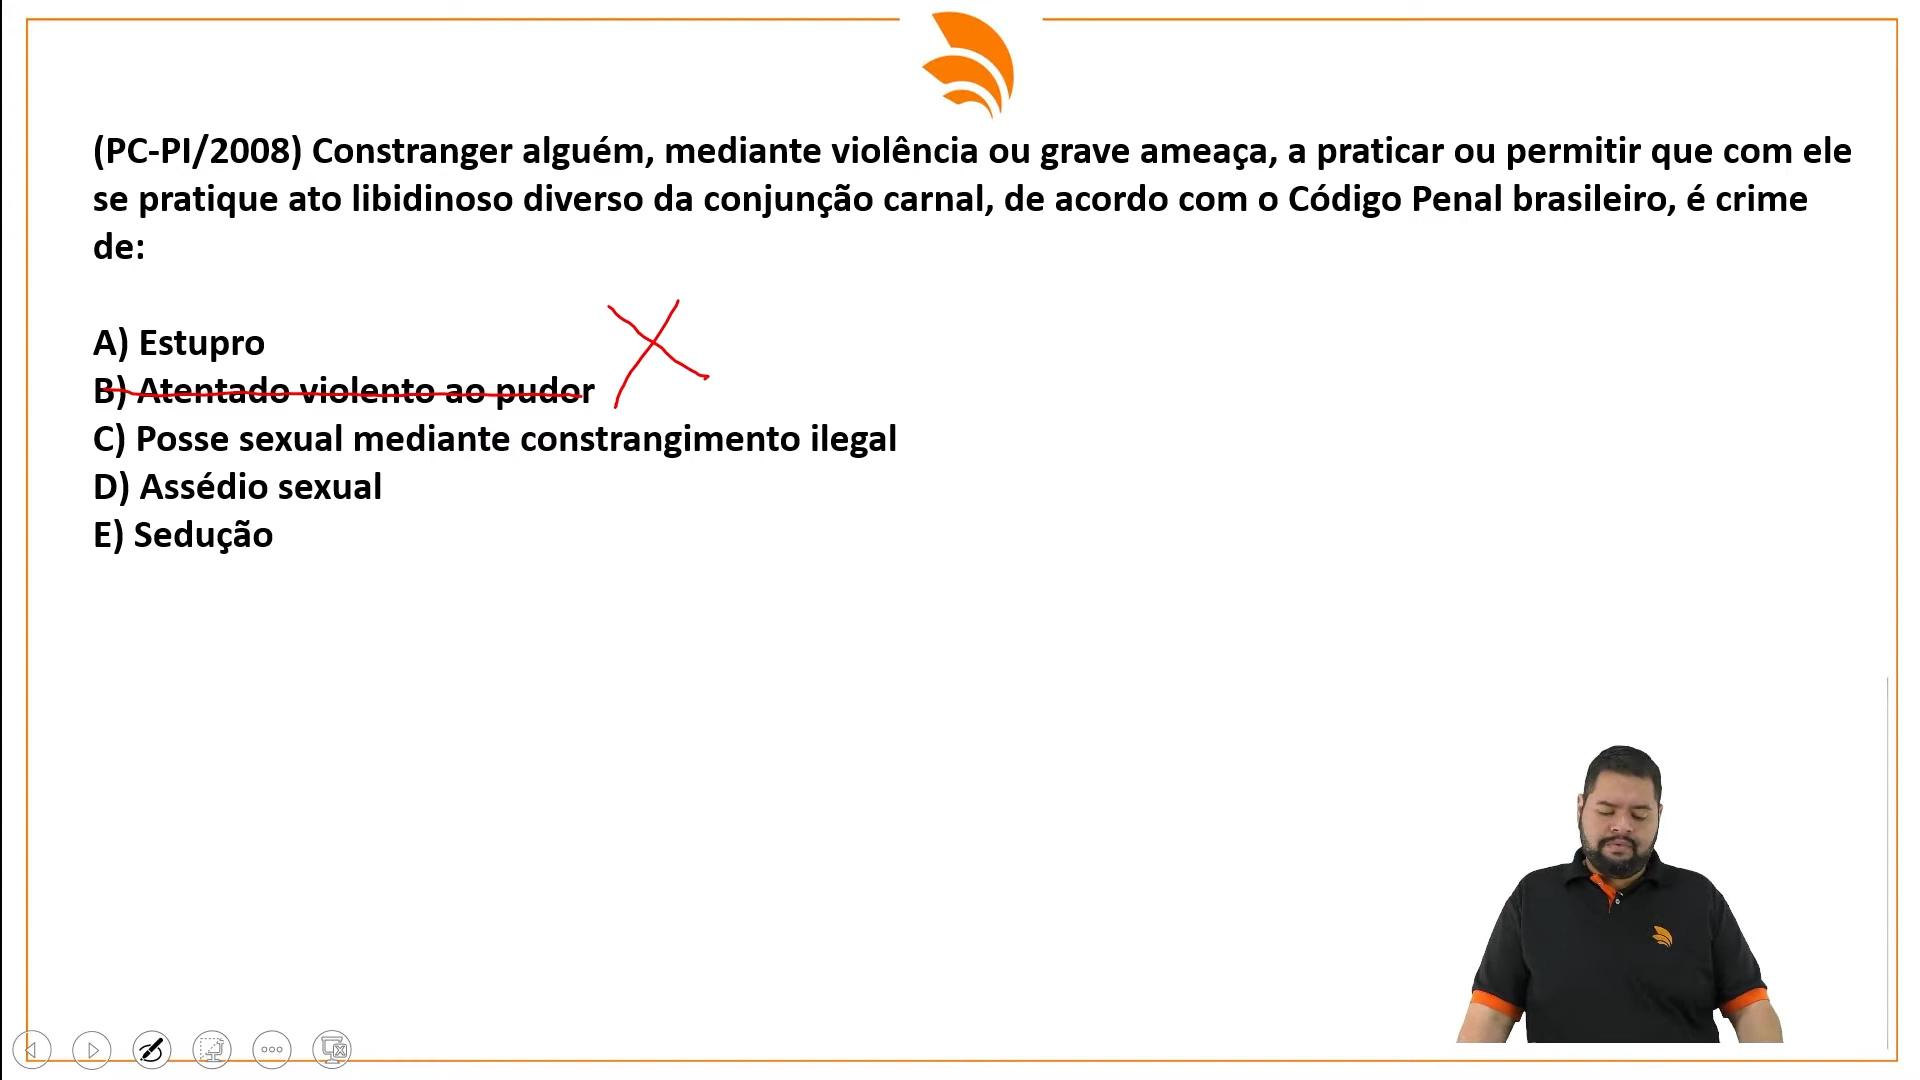 (PC-PI/2008) Constranger alguém, mediante violência ou grave ameaça, a praticar ou permitir que com ele
se pratique ato libidinoso diverso da conjunção carnal, de acordo com o Código Penal brasileiro, é crime
de:
A) Estupro
B) Atentado violento ao pudor
C) Posse sexual mediante constrangimento ilegal
D) Assédio sexual
E) Sedução